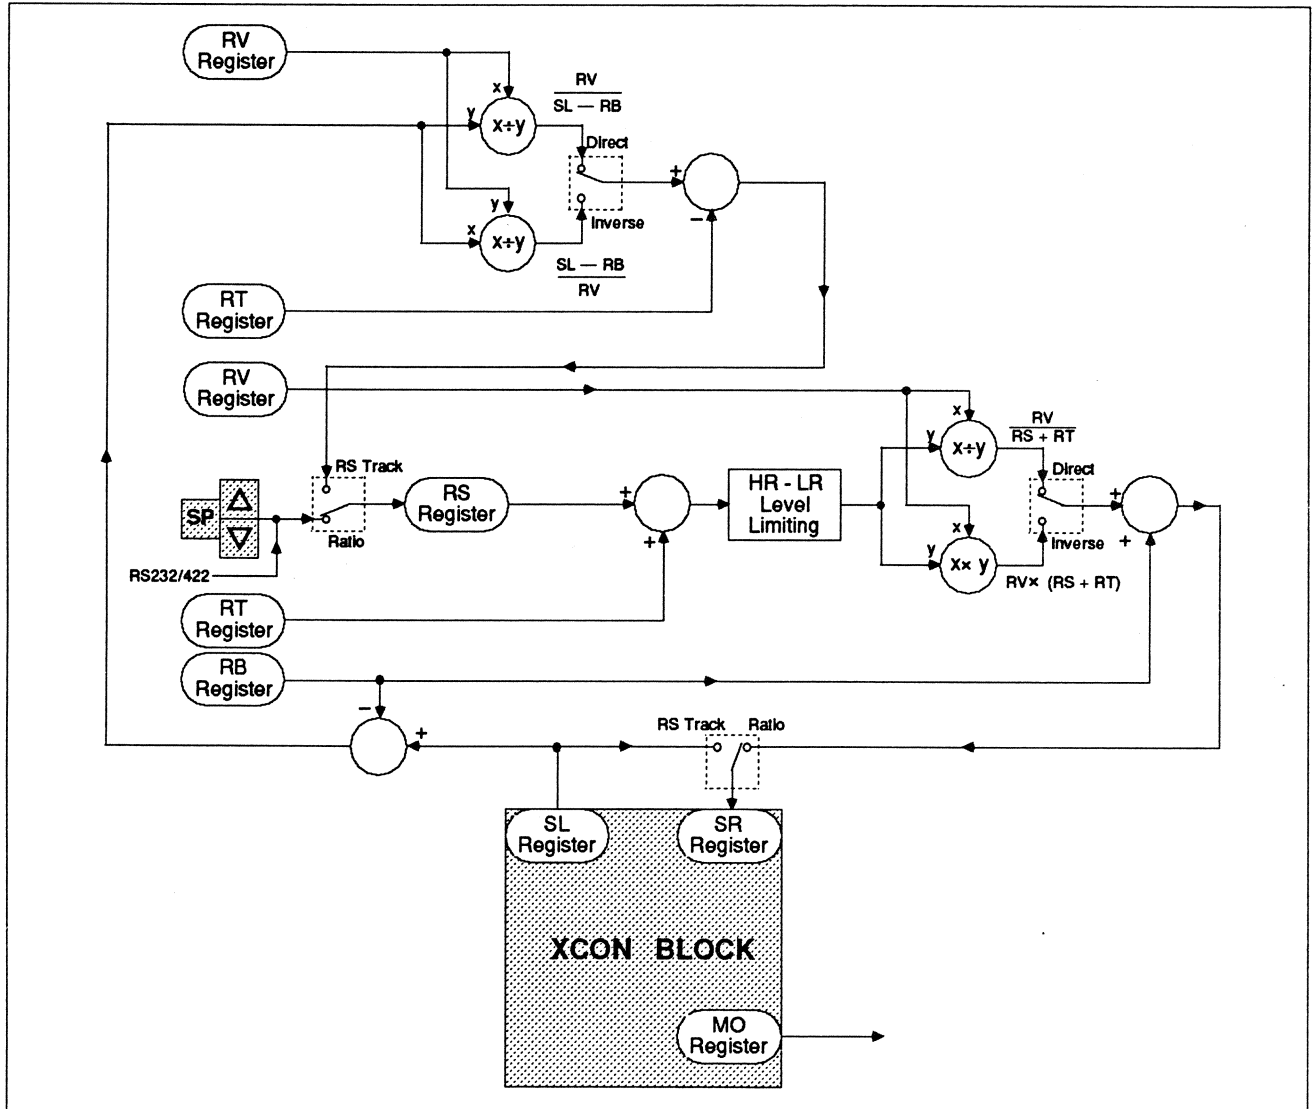 RV
Register
x
RV
SL — RB
y
x÷y
Direct
+
−
y
x
x÷y
Inverse
SL — RB
RV
RT
Register
RV
Register
x
RV
RS + RT
y
x÷y
Direct
RS Track
SP
RS
Register
Ratio
RS232/422
+
+
HR - LR
Level
Limiting
x
y
x× y
Inverse
RV× (RS + RT)
+
+
RT
Register
RB
Register
−
+
RS Track
Ratio
SL
Register
SR
Register
XCON BLOCK
MO
Register